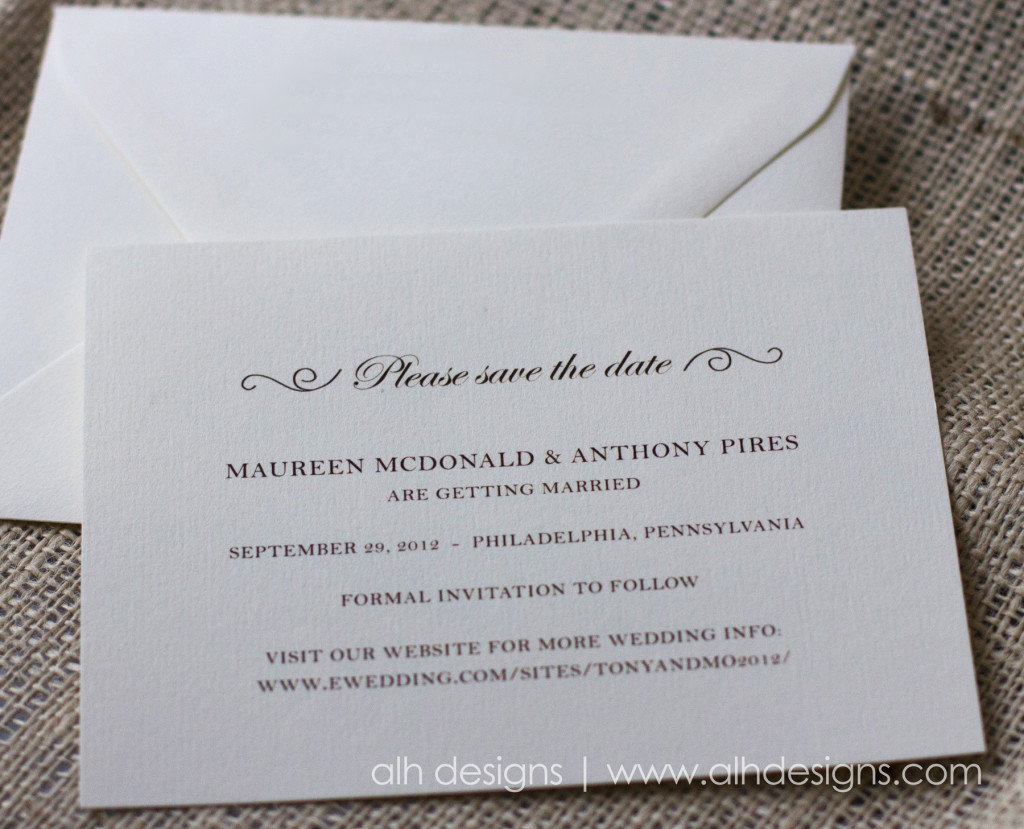 Please save the date
MAUREEN MCDONALD & ANTHONY PIRES
ARE GETTING MARRIED
SEPTEMBER 29, 2012 - PHILADELPHIA, PENNSYLVANIA
FORMAL INVITATION TO FOLLOW
VISIT OUR WEBSITE FOR MORE WEDDING INFO:
WWW.EWEDDING.COM/SITES/TONYANDMO2012/
alh designs | www.alhdesigns.com